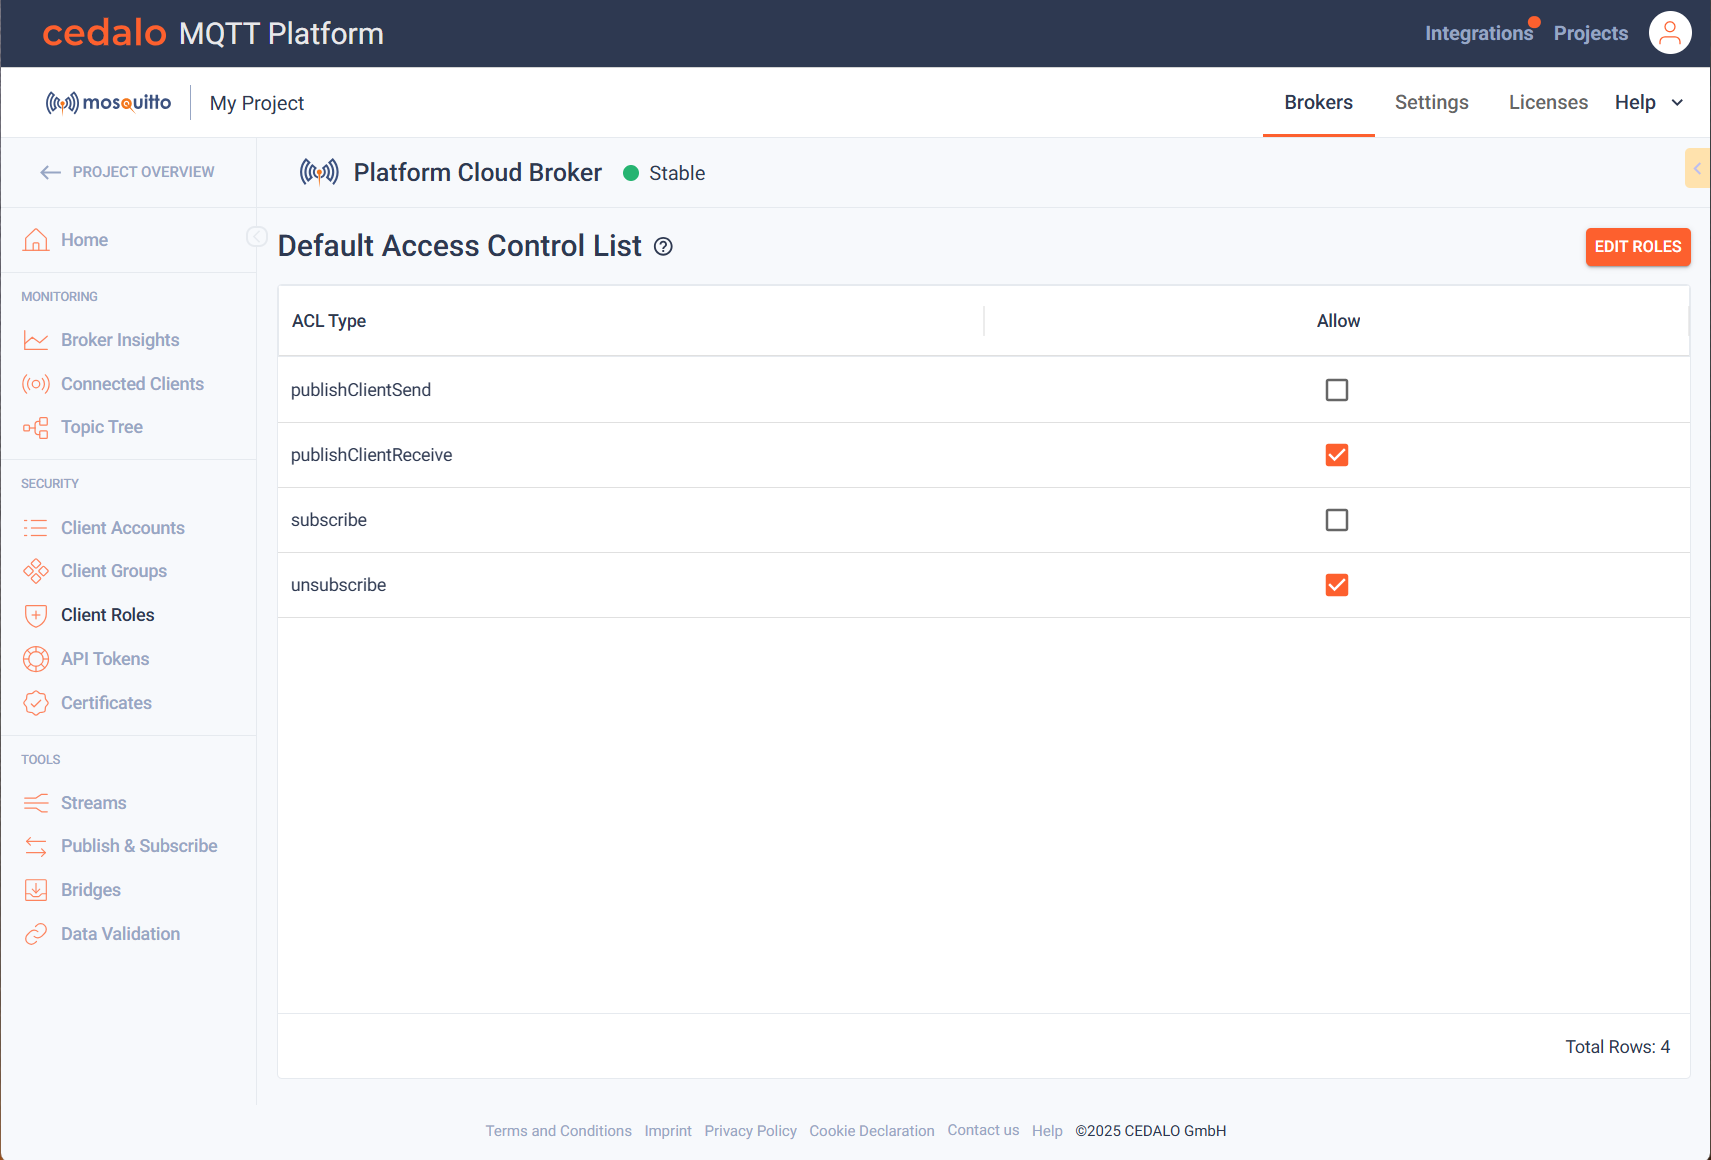 cedalo MQTT Platform
Integrations Projects
mosquitto My Project
Brokers Settings Licenses Help
PROJECT OVERVIEW
Platform Cloud Broker Stable
Home
Default Access Control List
EDIT ROLES
MONITORING
Broker Insights
Connected Clients
Topic Tree
SECURITY
Client Accounts
Client Groups
Client Roles
API Tokens
Certificates
TOOLS
Streams
Publish & Subscribe
Bridges
Data Validation
ACL Type Allow
publishClientSend
publishClientReceive
subscribe
unsubscribe
Total Rows: 4
Terms and Conditions Imprint Privacy Policy Cookie Declaration Contact us Help ©2025 CEDALO GmbH